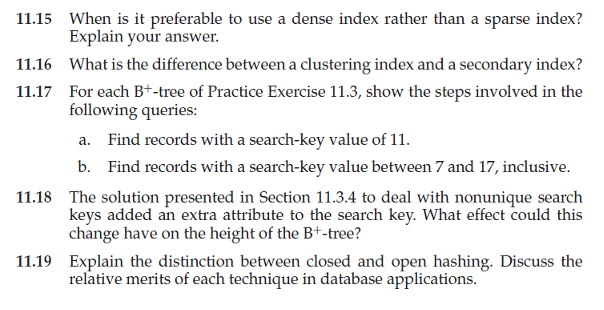 11.15 When is it preferable to use a dense index rather than a sparse index?
Explain your answer.
11.16 What is the difference between a clustering index and a secondary index?
11.17 For each B+-tree of Practice Exercise 11.3, show the steps involved in the
following queries:
a. Find records with a search-key value of 11.
b. Find records with a search-key value between 7 and 17, inclusive.
11.18 The solution presented in Section 11.3.4 to deal with nonunique search
keys added an extra attribute to the search key. What effect could this
change have on the height of the B+-tree?
11.19 Explain the distinction between closed and open hashing. Discuss the
relative merits of each technique in database applications.